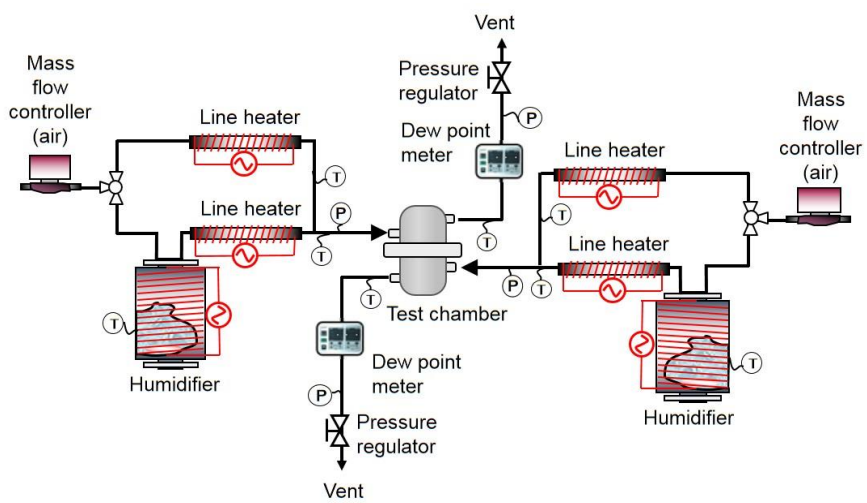 Vent
Pressure
regulator
P
Dew point
meter
Mass
flow
controller
(air)
Mass
flow
controller
(air)
Line heater
T
Line heater
T
Line heater
P
T
T
Line heater
P
T
T
Test chamber
T
Humidifier
Dew point
meter
T
Humidifier
P
Pressure
regulator
Vent